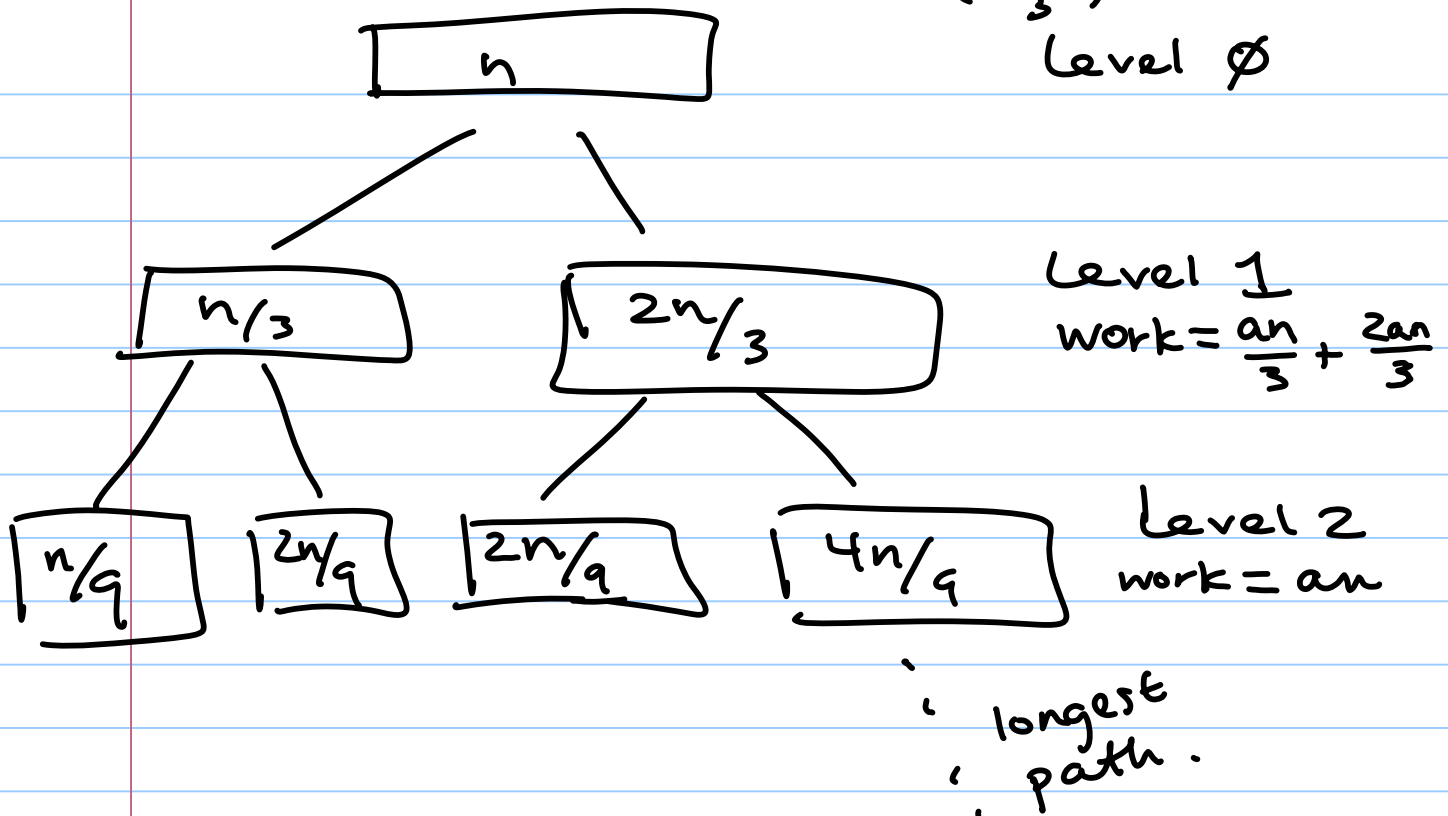 3
Level ∅
n
n/3
2n/3
Level 1
work = an/3 + 2an/3
n/9
2n/9
2n/9
4n/9
Level 2
work = an
longest
path.